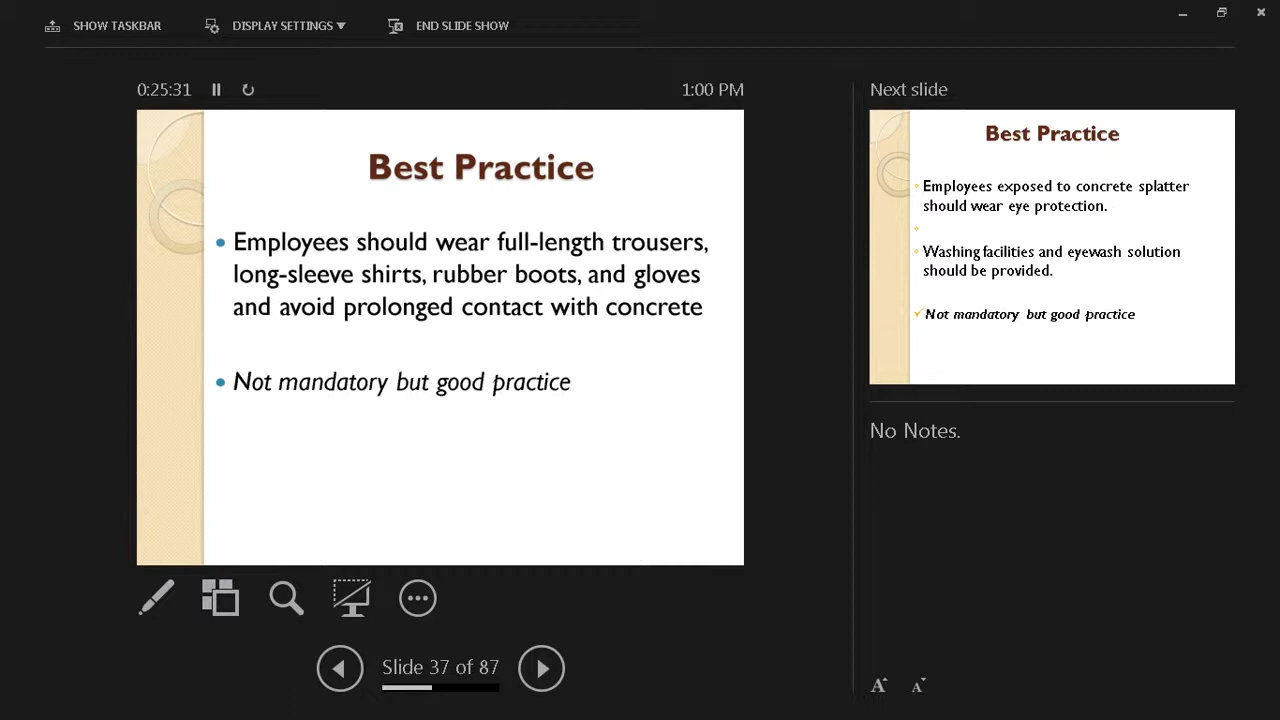 SHOW TASKBAR
DISPLAY SETTINGS
END SLIDE SHOW
0:25:31
1:00 PM
Next slide
Best Practice
Employees should wear full-length trousers,
long-sleeve shirts, rubber boots, and gloves
and avoid prolonged contact with concrete
Not mandatory but good practice
Best Practice
Employees exposed to concrete splatter
should wear eye protection.
Washing facilities and eyewash solution
should be provided.
Not mandatory but good practice
No Notes.
Slide 37 of 87
A A